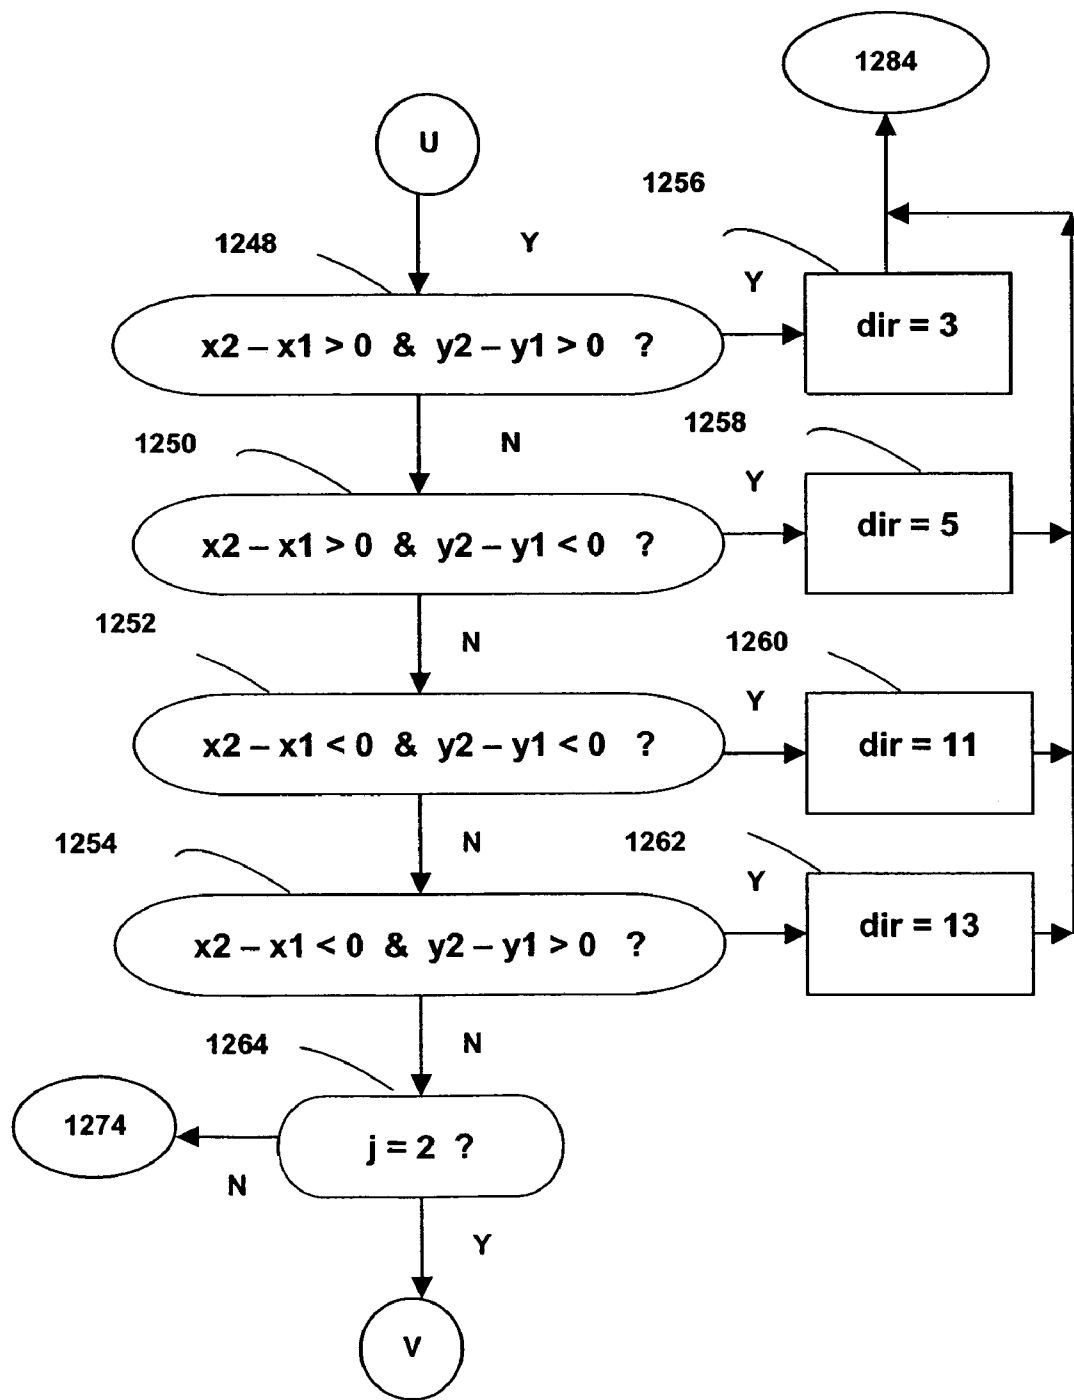 1284
U
1256
1248
Y
Y
x2 – x1 > 0 & y2 – y1 > 0 ?
dir = 3
1258
1250
N
Y
x2 – x1 > 0 & y2 – y1 < 0 ?
dir = 5
1252
N
1260
Y
x2 – x1 < 0 & y2 – y1 < 0 ?
dir = 11
1254
N
1262
Y
x2 – x1 < 0 & y2 – y1 > 0 ?
dir = 13
1264
N
1274
j = 2 ?
N
Y
V